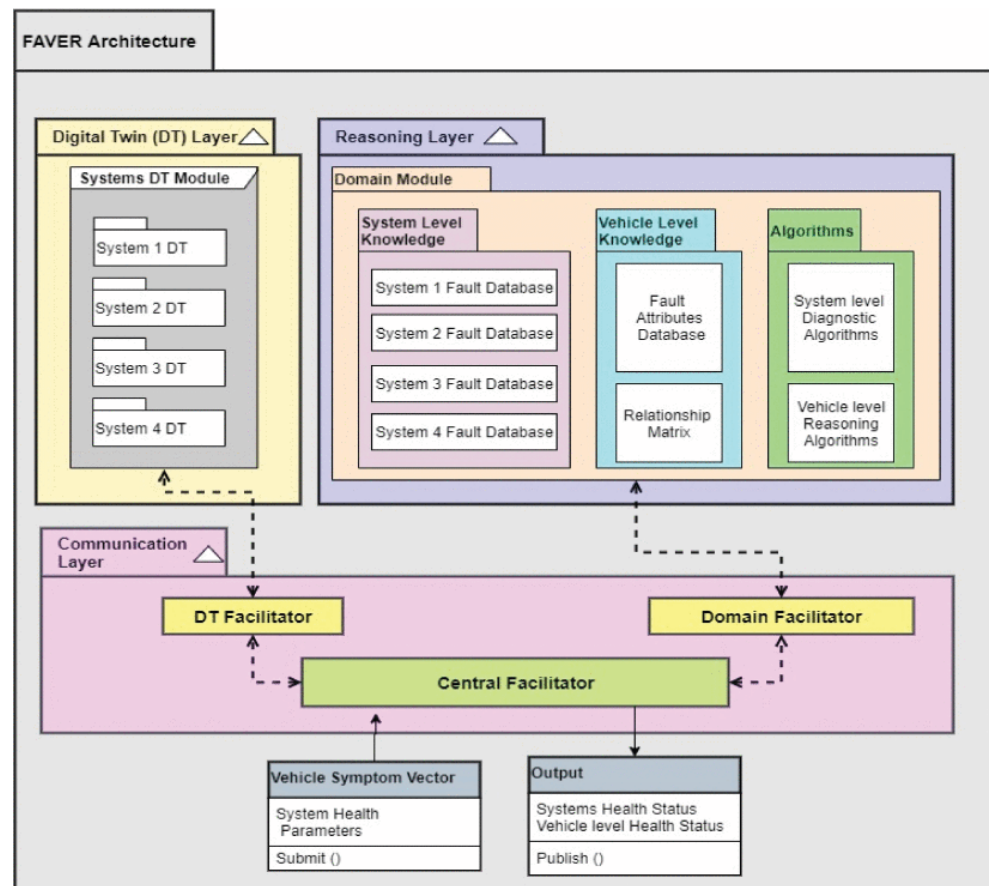 FAVER Architecture
Digital Twin (DT) Layer
Systems DT Module
System 1 DT
System 2 DT
System 3 DT
System 4 DT
Reasoning Layer
Domain Module
System Level
Knowledge
System 1 Fault Database
System 2 Fault Database
System 3 Fault Database
System 4 Fault Database
Vehicle Level
Knowledge
Fault
Attributes
Database
Relationship
Matrix
Algorithms
System level
Diagnostic
Algorithms
Vehicle level
Reasoning
Algorithms
Communication
Layer
DT Facilitator
Domain Facilitator
Central Facilitator
Vehicle Symptom Vector
System Health
Parameters
Submit ()
Output
Systems Health Status
Vehicle level Health Status
Publish ()